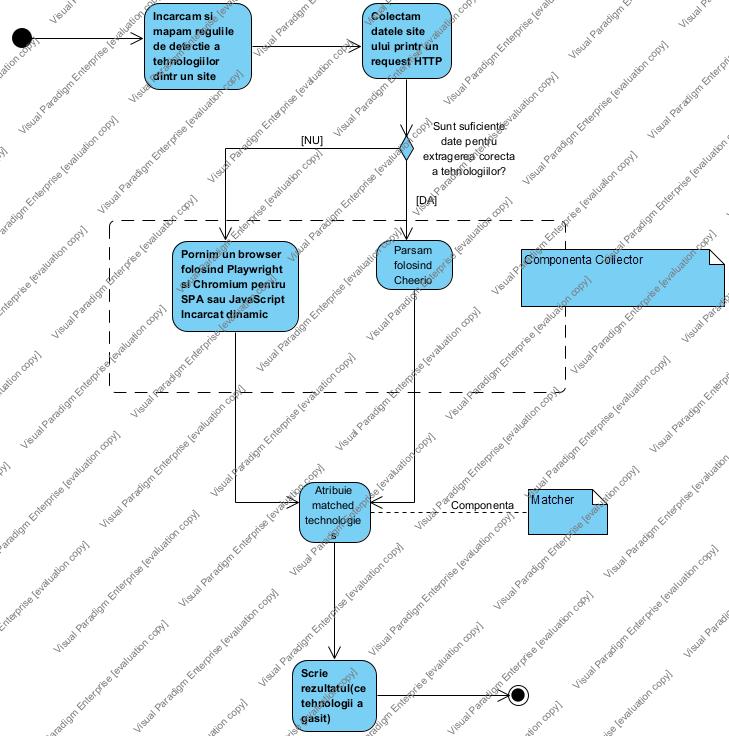 Incarcam si
mapam regulile
de detectie a
tehnologiilor
dintr un site
Colectam
datele site
ului printr un
request HTTP
Sunt suficiente
date pentru
extragerea corecta
a tehnologiilor?
[NU]
[DA]
Pornim un browser
folosind Playwright
si Chromium pentru
SPA sau JavaScript
Incarcat dinamic
Parsam
folosind
Cheerio
Componenta Collector
Atribuie
matched
technologie
s
Componenta
Matcher
Scrie
rezultatul(ce
tehnologii a
gasit)
Visual Paradigm Enterprise [evaluation copy]